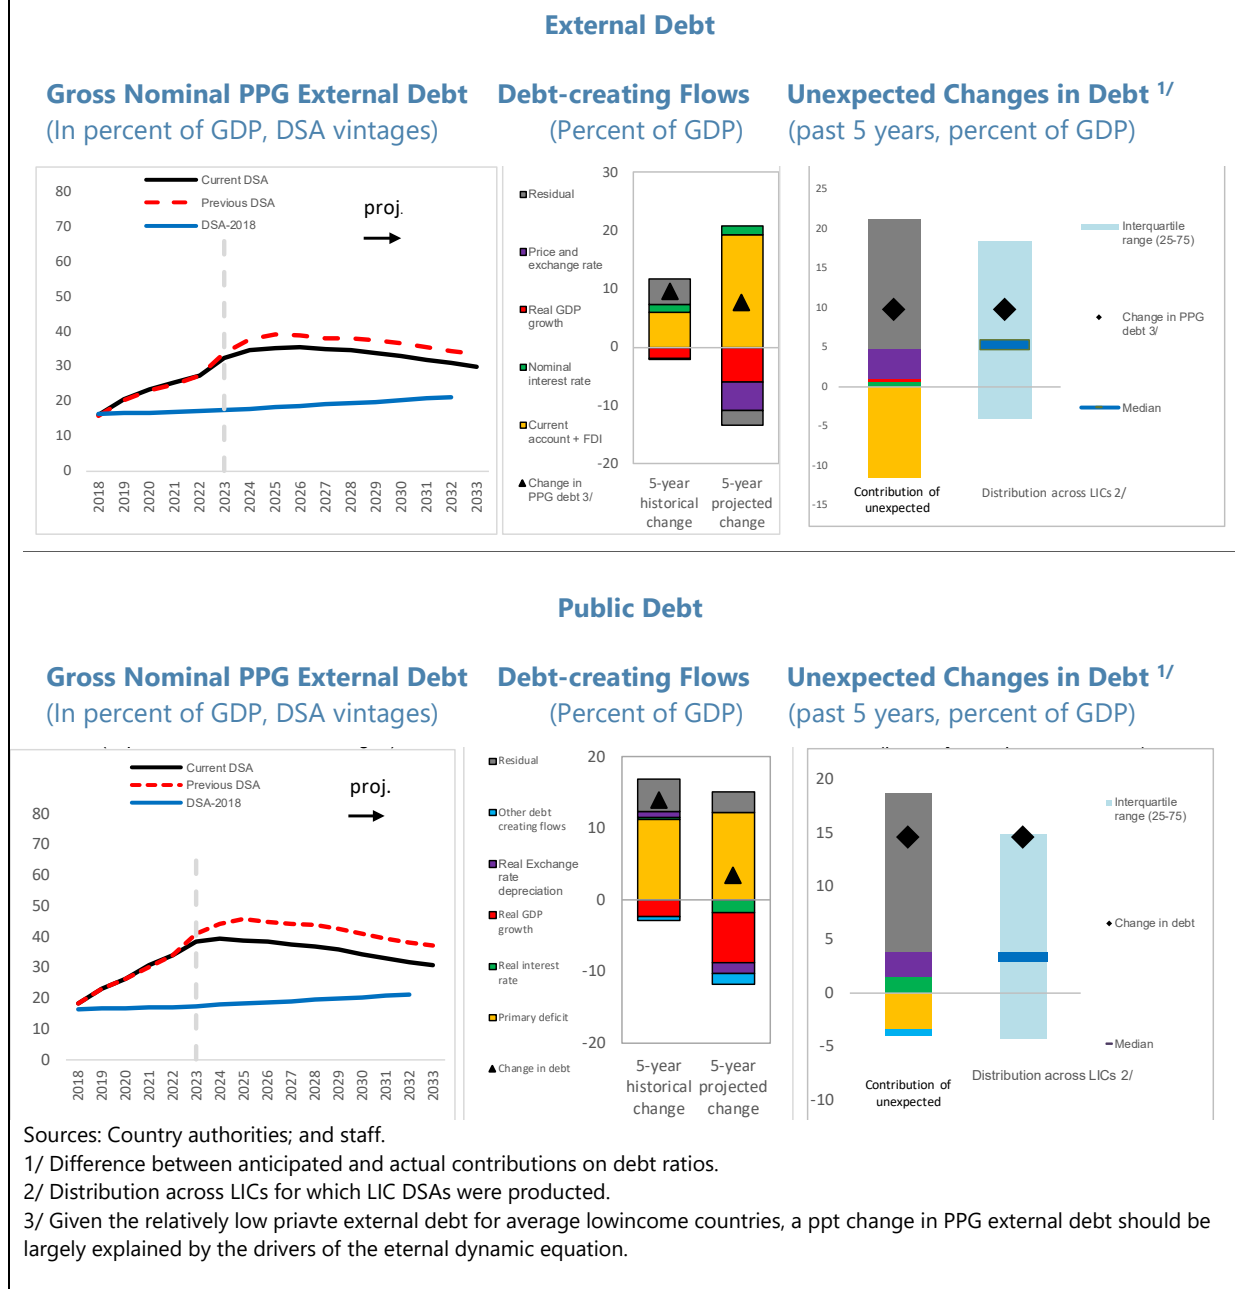 External Debt
Gross Nominal PPG External Debt
(In percent of GDP, DSA vintages)
Debt-creating Flows
(Percent of GDP)
Unexpected Changes in Debt 1/
(past 5 years, percent of GDP)
Current DSA
Previous DSA
DSA-2018
proj.
80
70
60
50
40
30
20
10
0
2018
2019
2020
2021
2022
2023
2024
2025
2026
2027
2028
2029
2030
2031
2032
2033
30
20
10
0
-10
-20
Residual
Price and
exchange rate
Real GDP
growth
Nominal
interest rate
Current
account + FDI
Change in
PPG debt 3/
5-year
historical
change
5-year
projected
change
25
20
15
10
5
0
-5
-10
-15
Contribution of
unexpected
Distribution across LICs 2/
Interquartile
range (25-75)
Change in PPG
debt 3/
Median
Public Debt
Gross Nominal PPG External Debt
(In percent of GDP, DSA vintages)
Debt-creating Flows
(Percent of GDP)
Unexpected Changes in Debt 1/
(past 5 years, percent of GDP)
Current DSA
Previous DSA
DSA-2018
proj.
80
70
60
50
40
30
20
10
0
2018
2019
2020
2021
2022
2023
2024
2025
2026
2027
2028
2029
2030
2031
2032
2033
20
10
0
-10
-20
Residual
Other debt
creating flows
Real Exchange
rate
depreciation
Real GDP
growth
Real interest
rate
Primary deficit
Change in debt
5-year
historical
change
5-year
projected
change
20
15
10
5
0
-5
-10
Contribution of
unexpected
Distribution across LICs 2/
Interquartile
range (25-75)
Change in debt
Median
Sources: Country authorities; and staff.
1/ Difference between anticipated and actual contributions on debt ratios.
2/ Distribution across LICs for which LIC DSAs were producted.
3/ Given the relatively low priavte external debt for average lowincome countries, a ppt change in PPG external debt should be
largely explained by the drivers of the eternal dynamic equation.